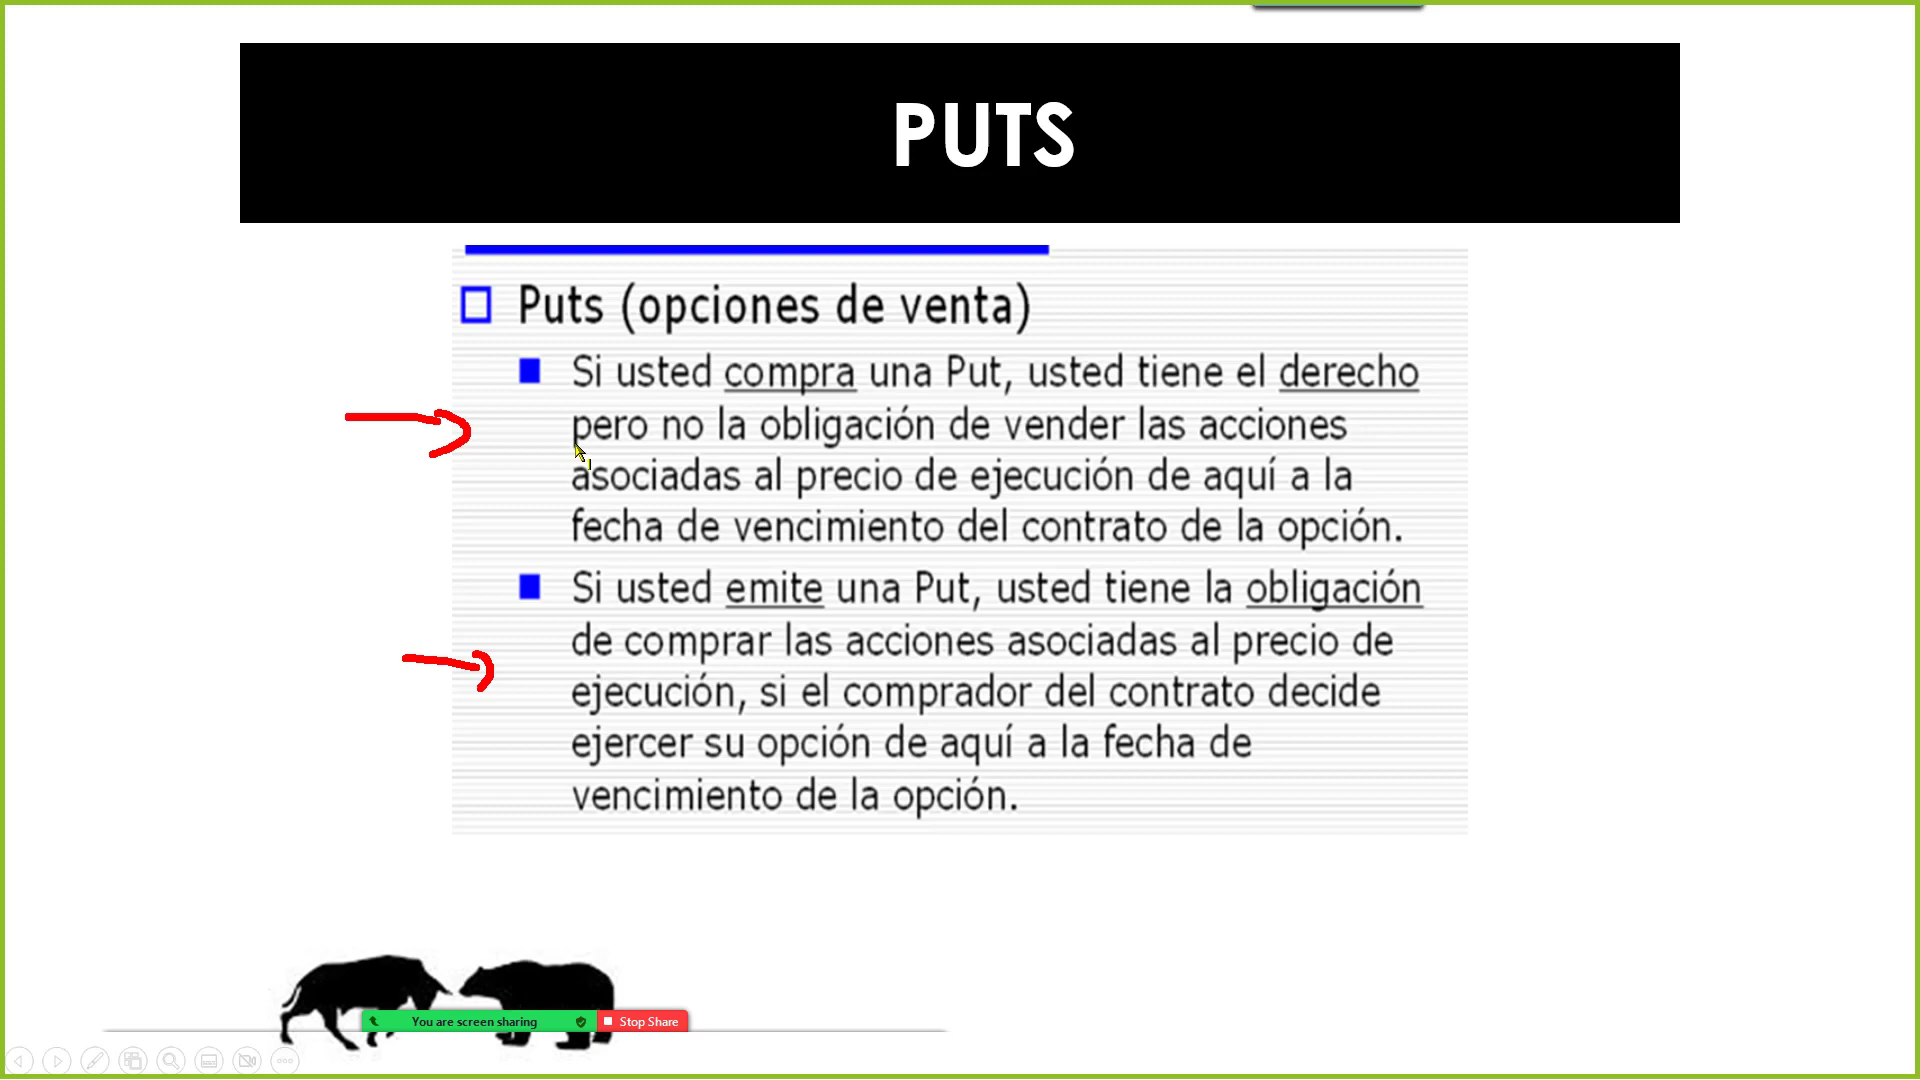 PUTS
Puts (opciones de venta)
Si usted compra una Put, usted tiene el derecho
pero no la obligación de vender las acciones
asociadas al precio de ejecución de aquí a la
fecha de vencimiento del contrato de la opción.
Si usted emite una Put, usted tiene la obligación
de comprar las acciones asociadas al precio de
ejecución, si el comprador del contrato decide
ejercer su opción de aquí a la fecha de
vencimiento de la opción.
You are screen sharing Stop Share